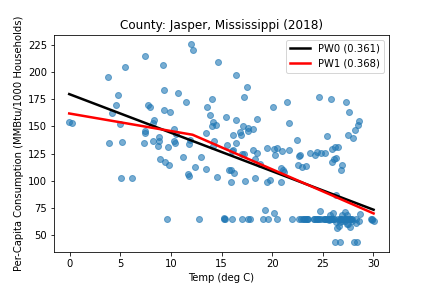 County: Jasper, Mississippi (2018)
Per-Capita Consumption (MMBtu/1000 Households)
225
200
175
150
125
100
75
50
PW0 (0.361)
PW1 (0.368)
0 5 10 15 20 25 30
Temp (deg C)